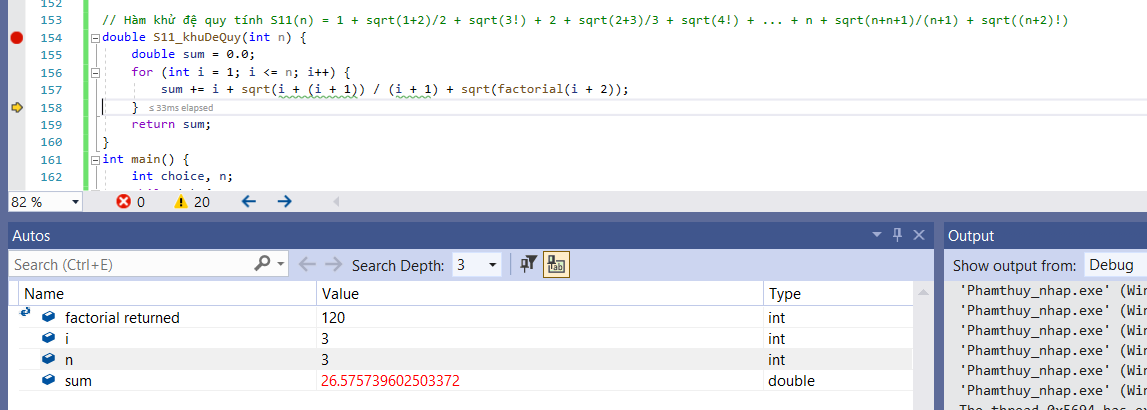 152
153 // Hàm khử đệ quy tính S11(n) = 1 + sqrt(1+2)/2 + sqrt(3!) + 2 + sqrt(2+3)/3 + sqrt(4!) + ... + n + sqrt(n+n+1)/(n+1) + sqrt((n+2)!)
154 double S11_khuDeQuy(int n) {
155 double sum = 0.0;
156 for (int i = 1; i <= n; i++) {
157 sum += i + sqrt(i + (i + 1)) / (i + 1) + sqrt(factorial(i + 2));
158 } ≤ 33ms elapsed
159 return sum;
160 }
161 int main() {
162 int choice, n;
82 % 0 20
Autos
Search (Ctrl+E) Search Depth: 3
Name Value Type
factorial returned 120 int
i 3 int
n 3 int
sum 26.575739602503372 double
Output
Show output from: Debug
'Phamthuy_nhap.exe' (Win
'Phamthuy_nhap.exe' (Win
'Phamthuy_nhap.exe' (Win
'Phamthuy_nhap.exe' (Win
'Phamthuy_nhap.exe' (Win
'Phamthuy_nhap.exe' (Win
The thread 0x5694 has